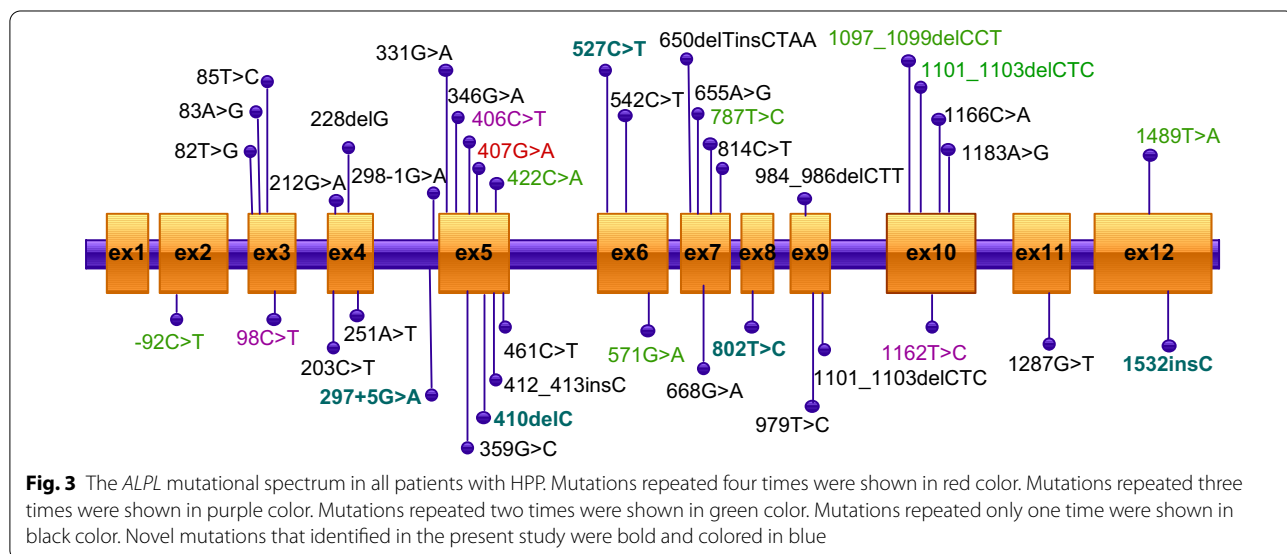 331G>A
527C>T
650delTinsCTAA
1097_1099delCCT
85T>C
346G>A
655A>G
1101_1103delCTC
83A>G
228delG
406C>T
542C>T
787T>C
1166C>A
1489T>A
82T>G
298-1G>A
407G>A
814C>T
1183A>G
212G>A
422C>A
984_986delCTT
ex1 ex2 ex3 ex4 ex5 ex6 ex7 ex8 ex9 ex10 ex11 ex12
-92C>T
98C>T
251A>T
461C>T
571G>A
802T>C
1162T>C
203C>T
412_413insC
668G>A
1101_1103delCTC
1287G>T
1532insC
297+5G>A
410delC
979T>C
359G>C
Fig. 3 The ALPL mutational spectrum in all patients with HPP. Mutations repeated four times were shown in red color. Mutations repeated three
times were shown in purple color. Mutations repeated two times were shown in green color. Mutations repeated only one time were shown in
black color. Novel mutations that identified in the present study were bold and colored in blue